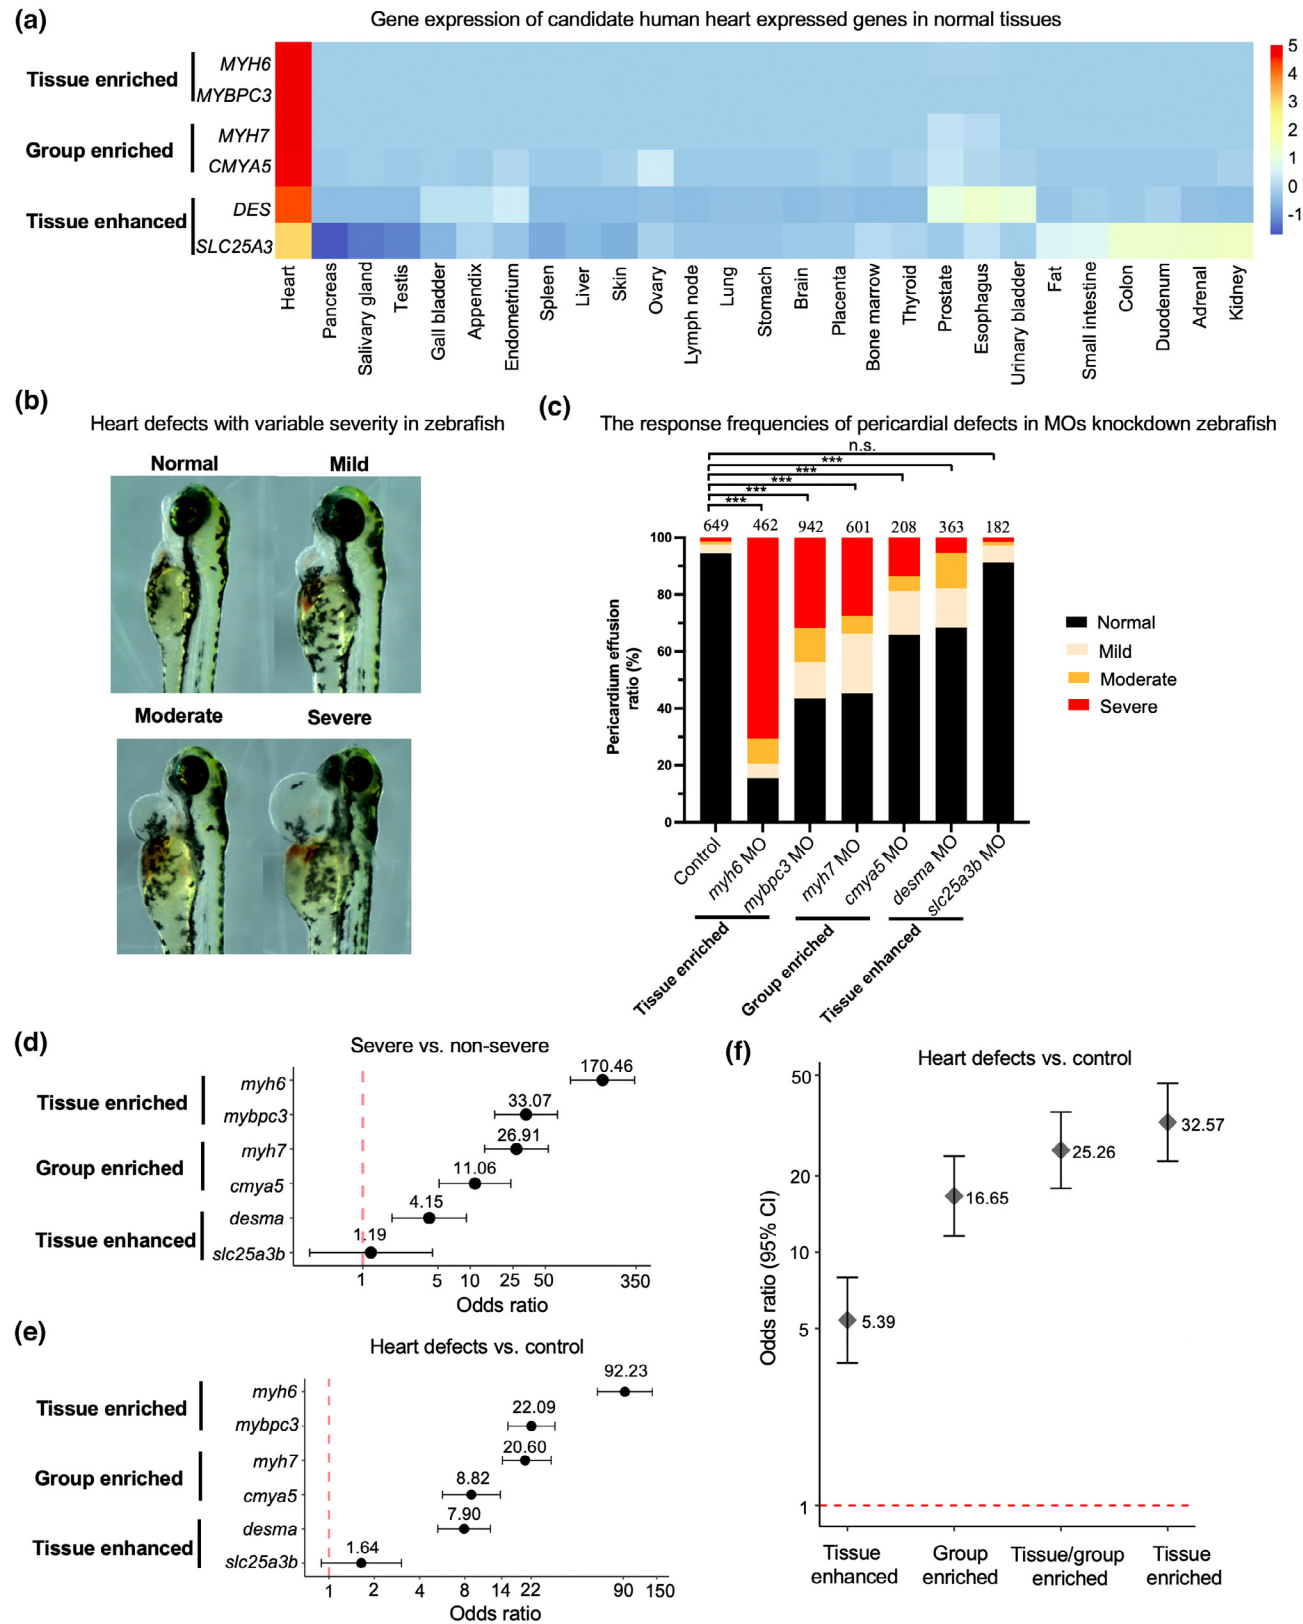 (a)
Gene expression of candidate human heart expressed genes in normal tissues
Tissue enriched
MYH6
MYBPC3
Group enriched
MYH7
CMYA5
Tissue enhanced
DES
SLC25A3
5
4
3
2
1
0
-1
Heart
Pancreas
Salivary gland
Testis
Gall bladder
Appendix
Endometrium
Spleen
Liver
Skin
Ovary
Lymph node
Lung
Stomach
Brain
Placenta
Bone marrow
Thyroid
Prostate
Esophagus
Urinary bladder
Fat
Small intestine
Colon
Duodenum
Adrenal
Kidney
(b)
Heart defects with variable severity in zebrafish
Normal
Mild
Moderate
Severe
(c)
The response frequencies of pericardial defects in MOs knockdown zebrafish
n.s.
***
***
***
***
***
649 462 942 601 208 363 182
Pericardium effusion
ratio (%)
100
80
60
40
20
0
Normal
Mild
Moderate
Severe
Control
myh6 MO
mybpc3 MO
myh7 MO
cmya5 MO
desma MO
slc25a3b MO
Tissue enriched
Group enriched
Tissue enhanced
(d)
Severe vs. non-severe
Tissue enriched
myh6
mybpc3
Group enriched
myh7
cmya5
Tissue enhanced
desma
slc25a3b
170.46
33.07
26.91
11.06
4.15
1.19
1 5 10 25 50 350
Odds ratio
(e)
Heart defects vs. control
Tissue enriched
myh6
mybpc3
Group enriched
myh7
cmya5
Tissue enhanced
desma
slc25a3b
92.23
22.09
20.60
8.82
7.90
1.64
1 2 4 8 14 22 90 150
Odds ratio
(f)
Heart defects vs. control
Odds ratio (95% CI)
50
20
10
5
1
5.39
16.65
25.26
32.57
Tissue
enhanced
Group
enriched
Tissue/group
enriched
Tissue
enriched